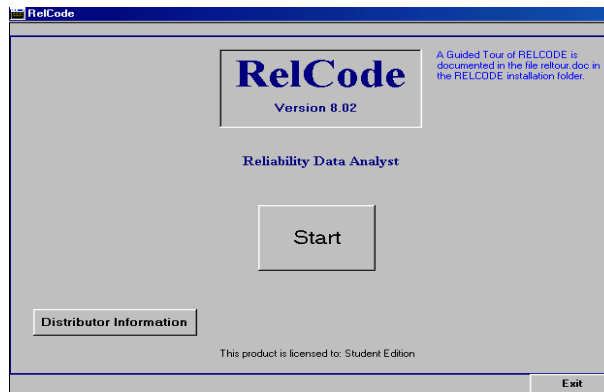 RelCode
RelCode
Version 8.02
A Guided Tour of RELCODE is
documented in the file reltour.doc in
the RELCODE installation folder.
Reliability Data Analyst
Start
Distributor Information
This product is licensed to: Student Edition
Exit